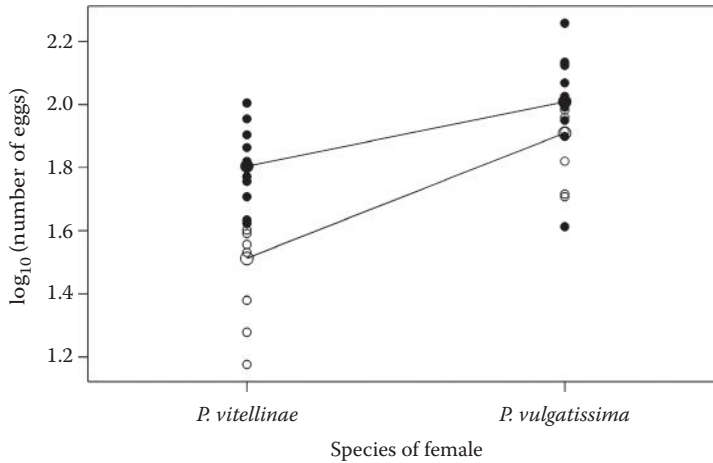 log₁₀ (number of eggs)
2.2
2.0
1.8
1.6
1.4
1.2
P. vitellinae
P. vulgatissima
Species of female